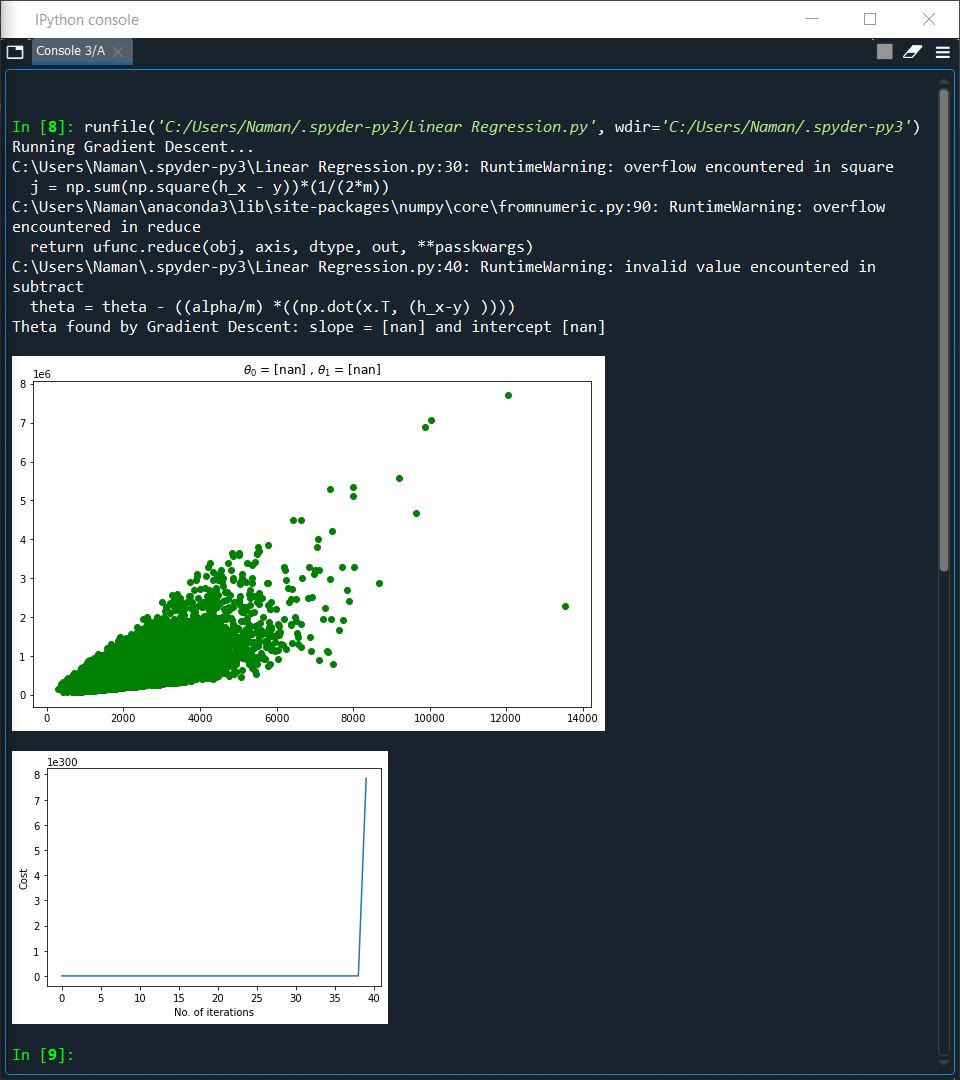 IPython console
Console 3/A
In [8]: runfile('C:/Users/Naman/.spyder-py3/Linear Regression.py', wdir='C:/Users/Naman/.spyder-py3')
Running Gradient Descent...
C:\Users\Naman\.spyder-py3\Linear Regression.py:30: RuntimeWarning: overflow encountered in square
  j = np.sum(np.square(h_x - y))*(1/(2*m))
C:\Users\Naman\anaconda3\lib\site-packages\numpy\core\fromnumeric.py:90: RuntimeWarning: overflow
encountered in reduce
  return ufunc.reduce(obj, axis, dtype, out, **passkwargs)
C:\Users\Naman\.spyder-py3\Linear Regression.py:40: RuntimeWarning: invalid value encountered in
subtract
  theta = theta - ((alpha/m) *((np.dot(x.T, (h_x-y) ))))
Theta found by Gradient Descent: slope = [nan] and intercept [nan]
θ₀ = [nan] , θ₁ = [nan]
1e6
8
7
6
5
4
3
2
1
0
0 2000 4000 6000 8000 10000 12000 14000
1e300
8
7
6
5
4
3
2
1
0
Cost
0 5 10 15 20 25 30 35 40
No. of iterations
In [9]: